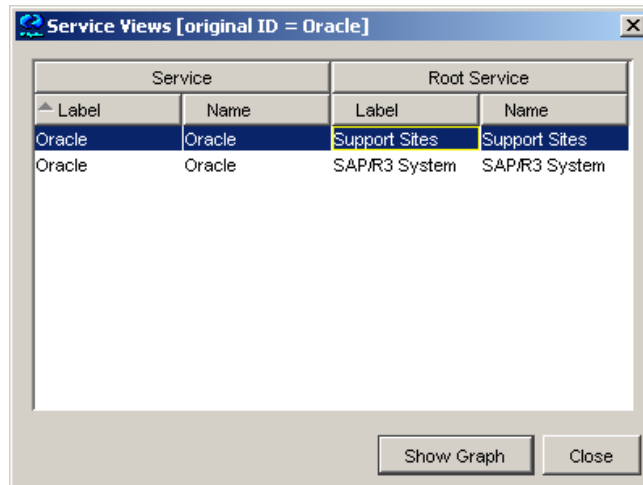 Service Views [original ID = Oracle]
Service Root Service
Label Name Label Name
Oracle Oracle Support Sites Support Sites
Oracle Oracle SAP/R3 System SAP/R3 System
Show Graph Close